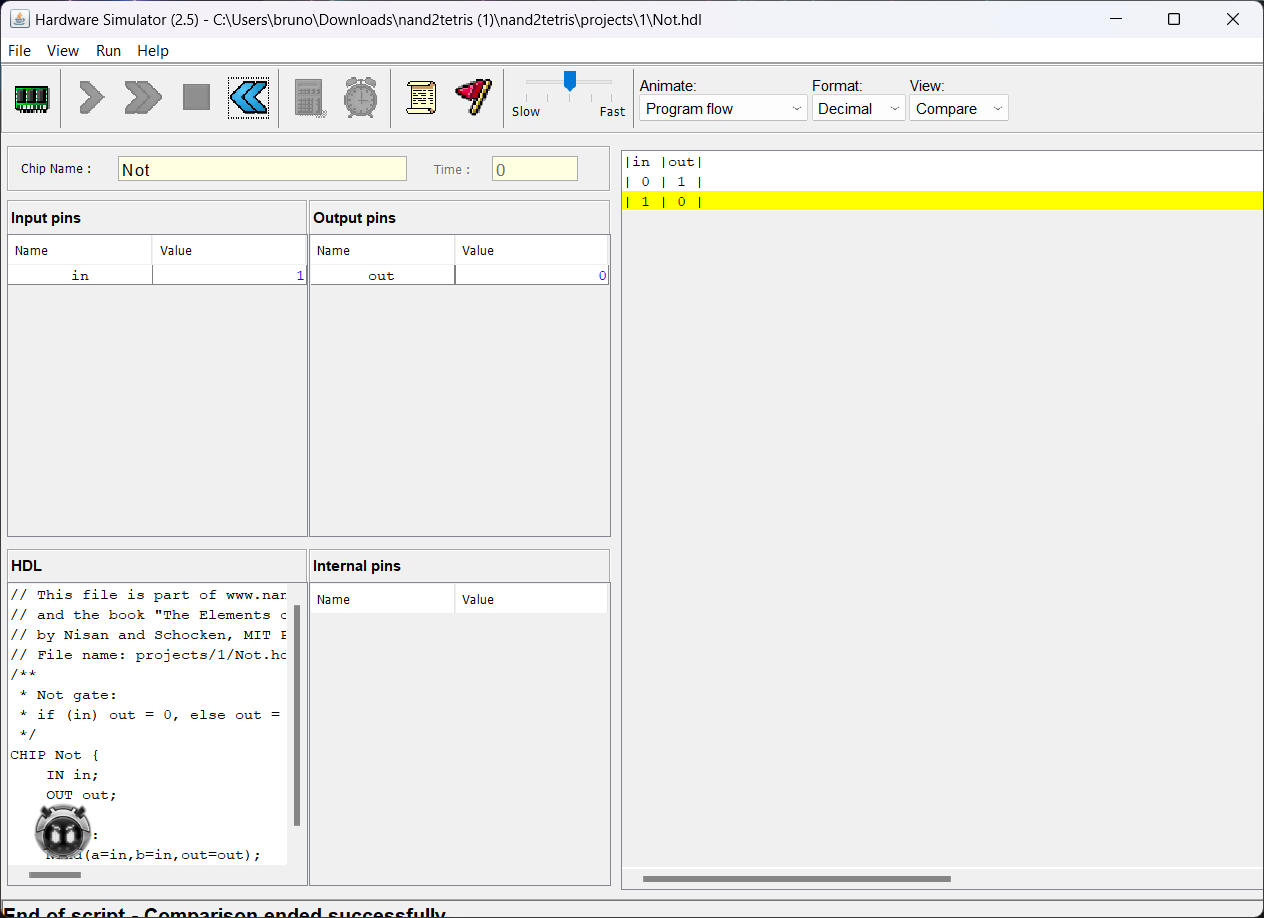 Hardware Simulator (2.5) - C:\Users\bruno\Downloads\nand2tetris (1)\nand2tetris\projects\1\Not.hdl
File View Run Help
Slow Fast
Animate: Format: View:
Program flow Decimal Compare
Chip Name : Not Time : 0
|in |out|
| 0 | 1 |
| 1 | 0 |
Input pins
Name Value
in 1
Output pins
Name Value
out 0
HDL
// This file is part of www.nan
// and the book "The Elements o
// by Nisan and Schocken, MIT P
// File name: projects/1/Not.hd
/**
 * Not gate:
 * if (in) out = 0, else out =
 */
CHIP Not {
    IN in;
    OUT out;
:
(a=in,b=in,out=out);
Internal pins
Name Value
End of script - Comparison ended successfully